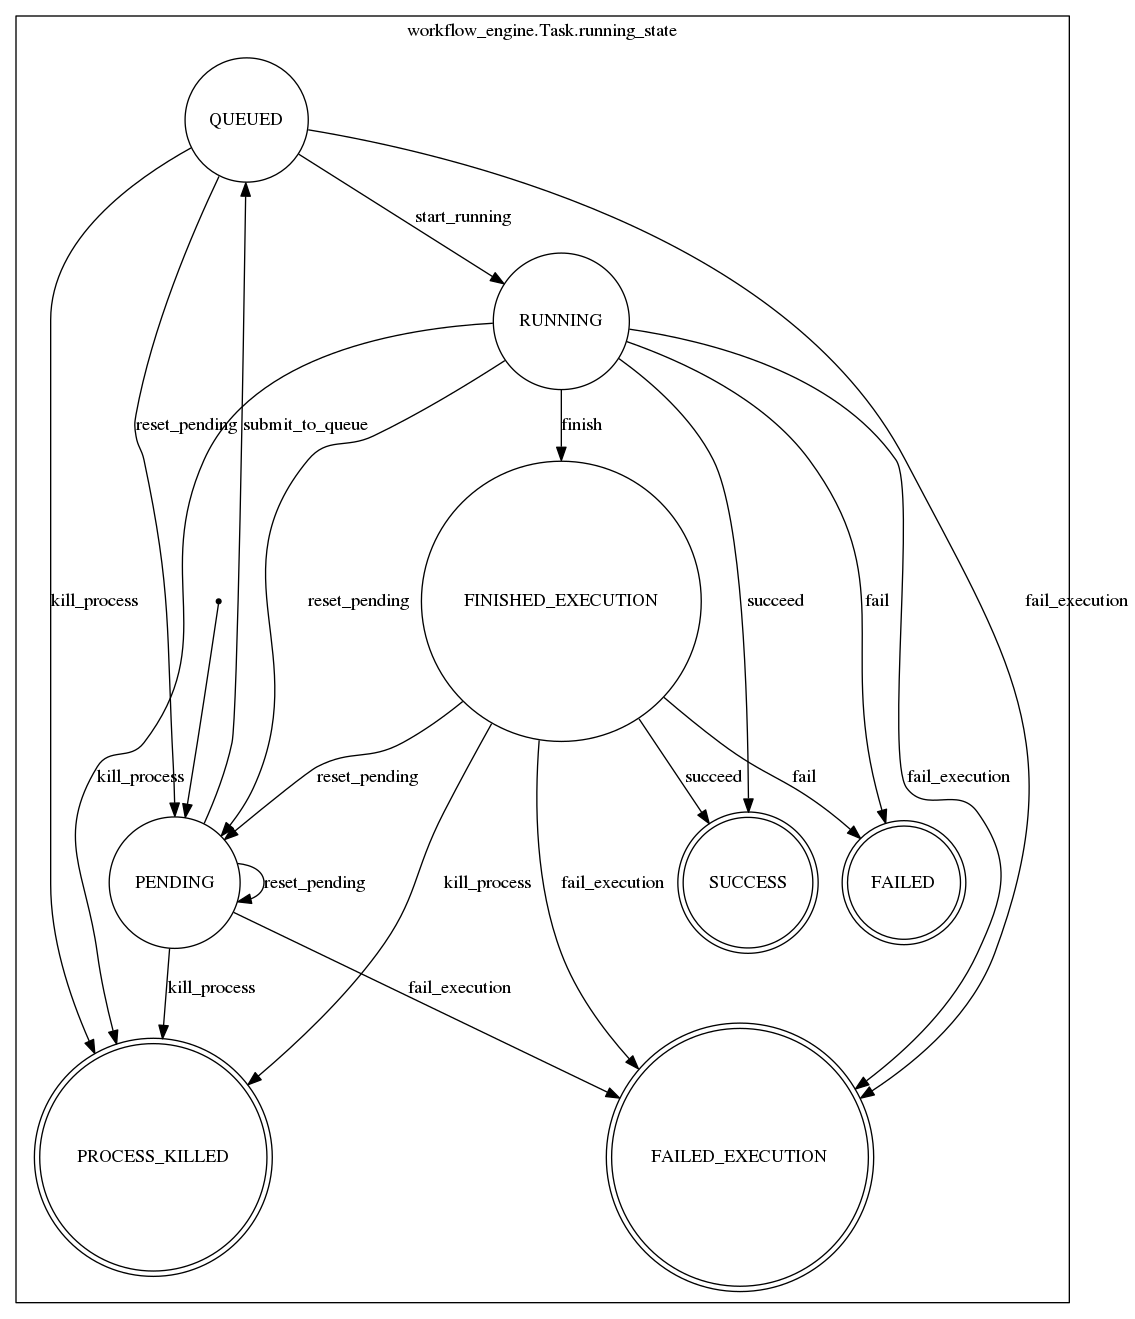 workflow_engine.Task.running_state
QUEUED
start_running
RUNNING
reset_pending
submit_to_queue
finish
kill_process
reset_pending
FINISHED_EXECUTION
succeed
fail
fail_execution
kill_process
reset_pending
succeed
fail
fail_execution
PENDING
reset_pending
kill_process
fail_execution
SUCCESS
FAILED
kill_process
fail_execution
PROCESS_KILLED
FAILED_EXECUTION